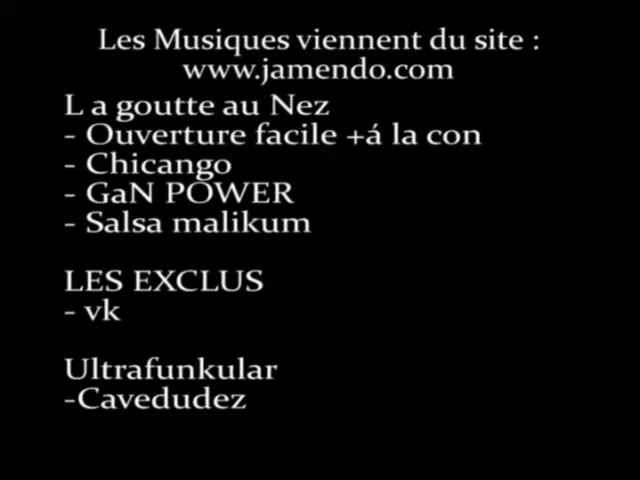 Les Musiques viennent du site :
www.jamendo.com
L a goutte au Nez
- Ouverture facile +á la con
- Chicango
- GaN POWER
- Salsa malikum
LES EXCLUS
- vk
Ultrafunkular
-Cavedudez